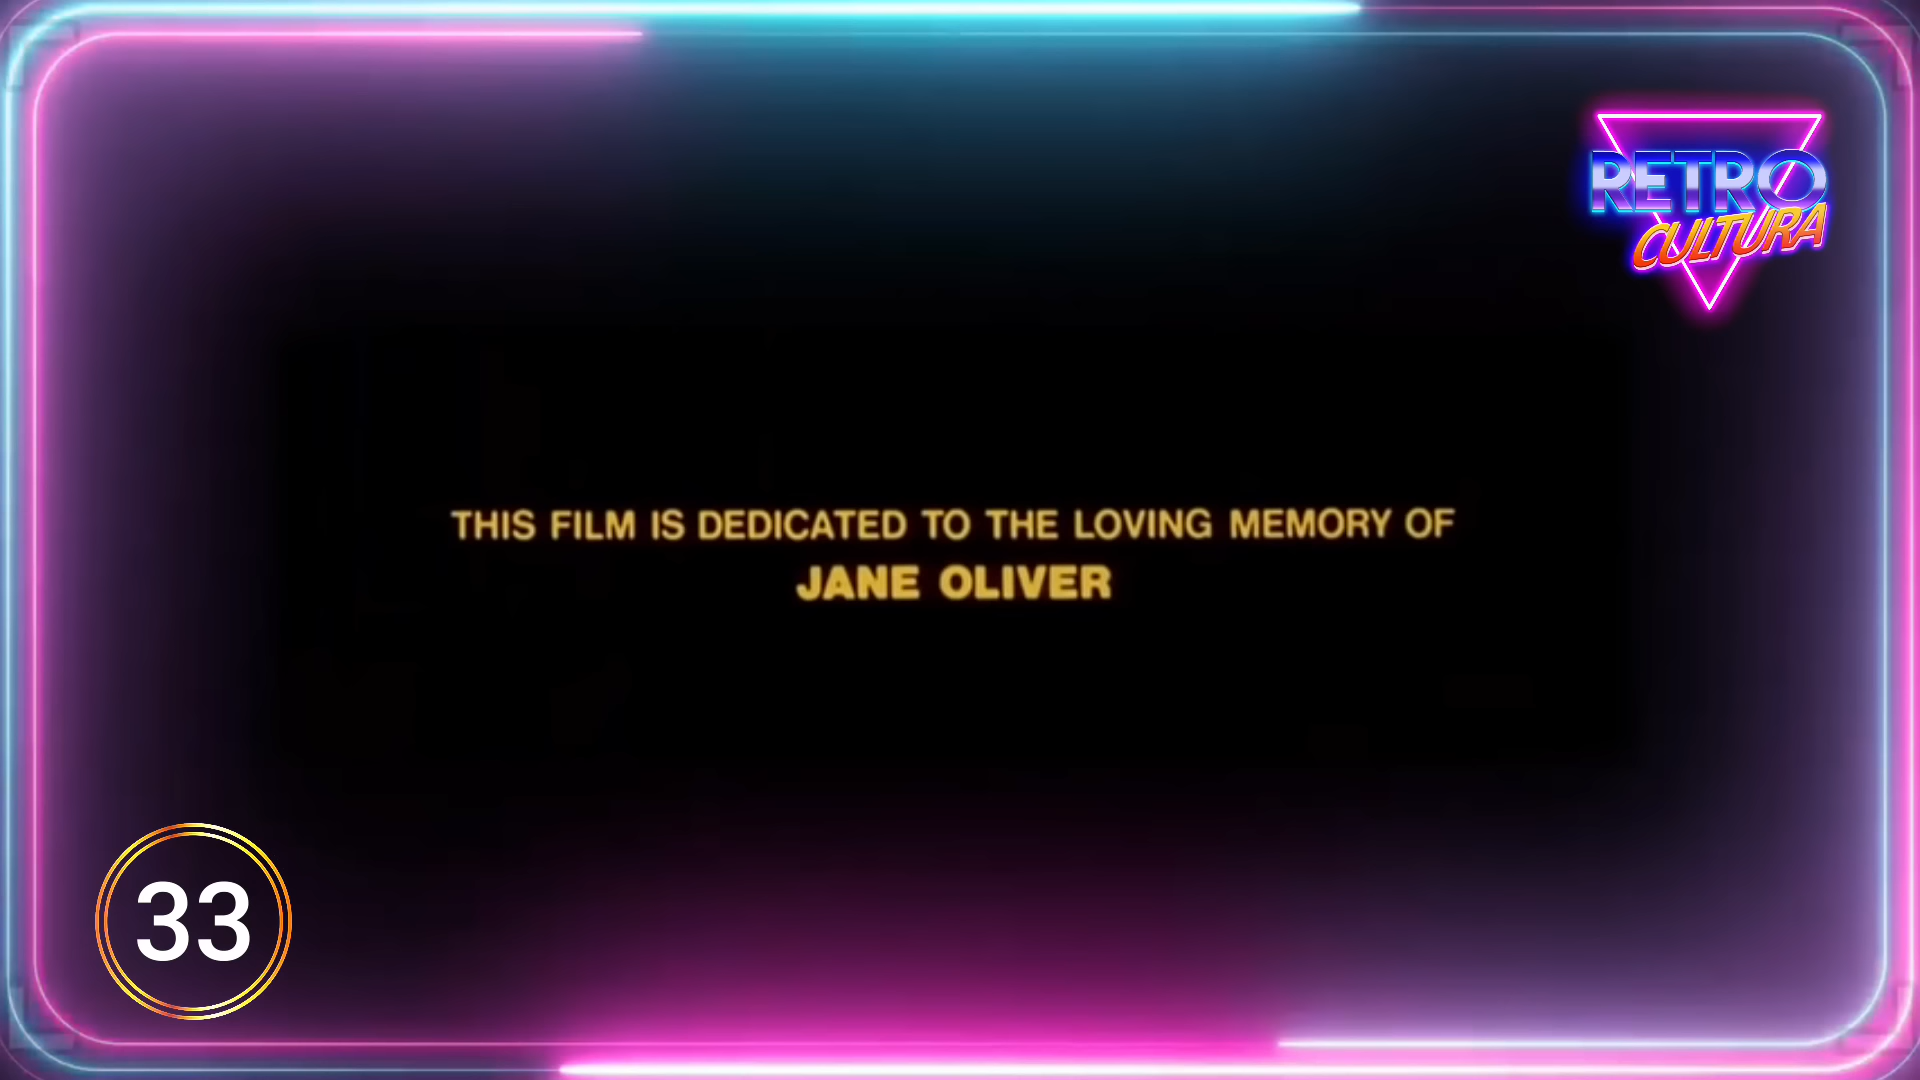 RETRO
CULTURA
THIS FILM IS DEDICATED TO THE LOVING MEMORY OF
JANE OLIVER
33